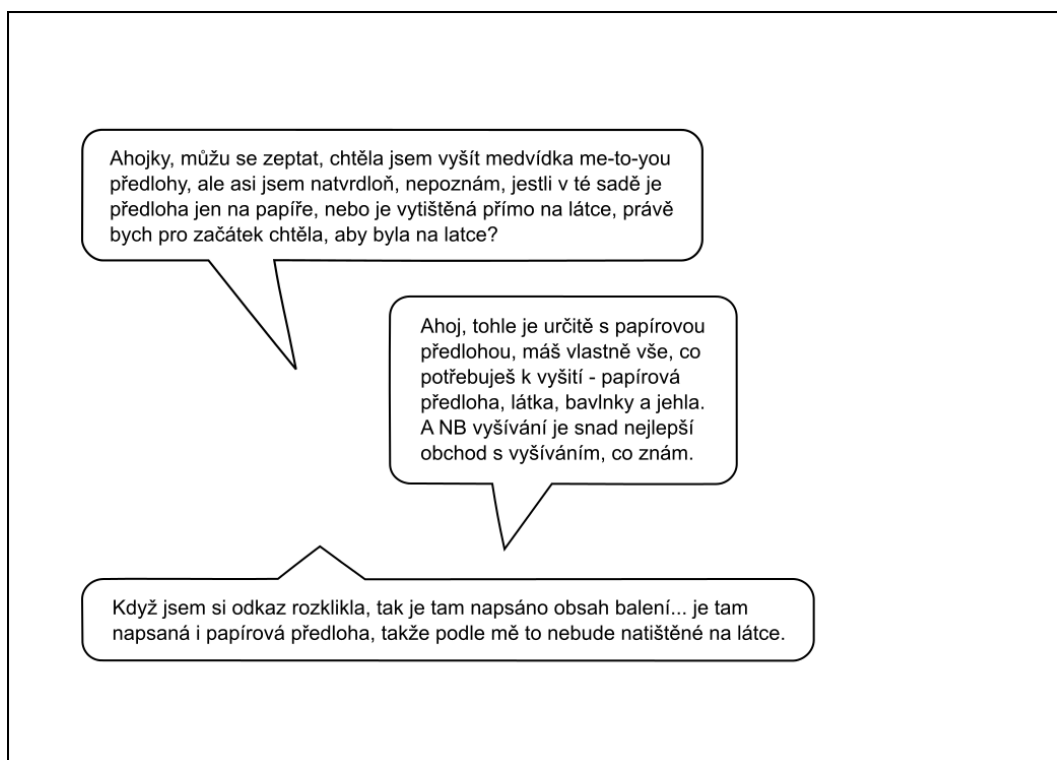 Ahojky, můžu se zeptat, chtěla jsem vyšít medvídka me-to-you
předlohy, ale asi jsem natvrdloň, nepoznám, jestli v té sadě je
předloha jen na papíře, nebo je vytištěná přímo na látce, právě
bych pro začátek chtěla, aby byla na latce?
Ahoj, tohle je určitě s papírovou
předlohou, máš vlastně vše, co
potřebuješ k vyšití - papírová
předloha, látka, bavlnky a jehla.
A NB vyšívání je snad nejlepší
obchod s vyšíváním, co znám.
Když jsem si odkaz rozklikla, tak je tam napsáno obsah balení... je tam
napsaná i papírová předloha, takže podle mě to nebude natištěné na látce.